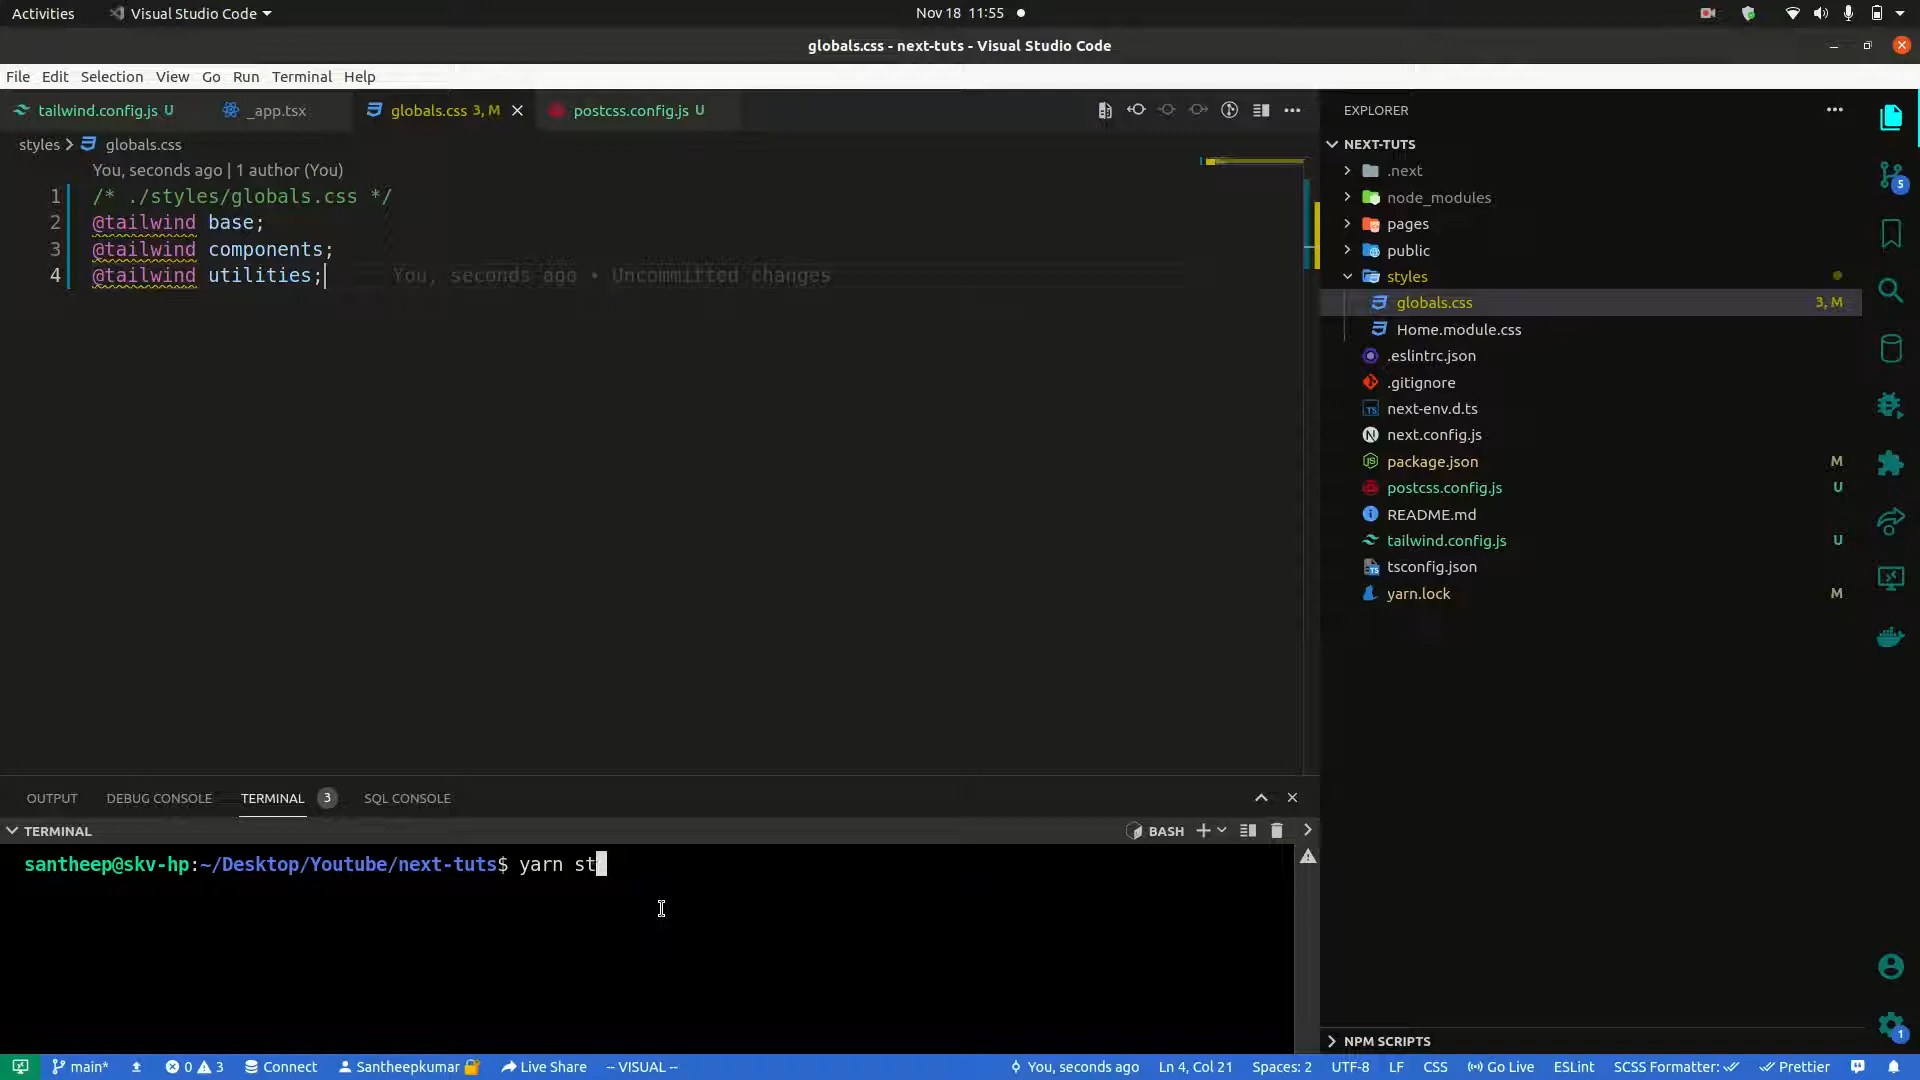 Activities Visual Studio Code Nov 18 11:55
globals.css - next-tuts - Visual Studio Code
File Edit Selection View Go Run Terminal Help
tailwind.config.js U _app.tsx globals.css 3, M postcss.config.js U
styles globals.css
You, seconds ago | 1 author (You)
1 /* ./styles/globals.css */
2 @tailwind base;
3 @tailwind components;
4 @tailwind utilities; You, seconds ago • Uncommitted changes
EXPLORER
NEXT-TUTS
.next
node_modules
pages
public
styles
globals.css 3, M
Home.module.css
.eslintrc.json
.gitignore
TS next-env.d.ts
N next.config.js
JS package.json M
postcss.config.js U
README.md
tailwind.config.js U
TS tsconfig.json
yarn.lock M
5
OUTPUT DEBUG CONSOLE TERMINAL 3 SQL CONSOLE
TERMINAL BASH
santheep@skv-hp:~/Desktop/Youtube/next-tuts$ yarn st
NPM SCRIPTS
1
main* 0 3 Connect Santheepkumar Live Share -- VISUAL -- You, seconds ago Ln 4, Col 21 Spaces: 2 UTF-8 LF CSS Go Live ESLint SCSS Formatter: Prettier